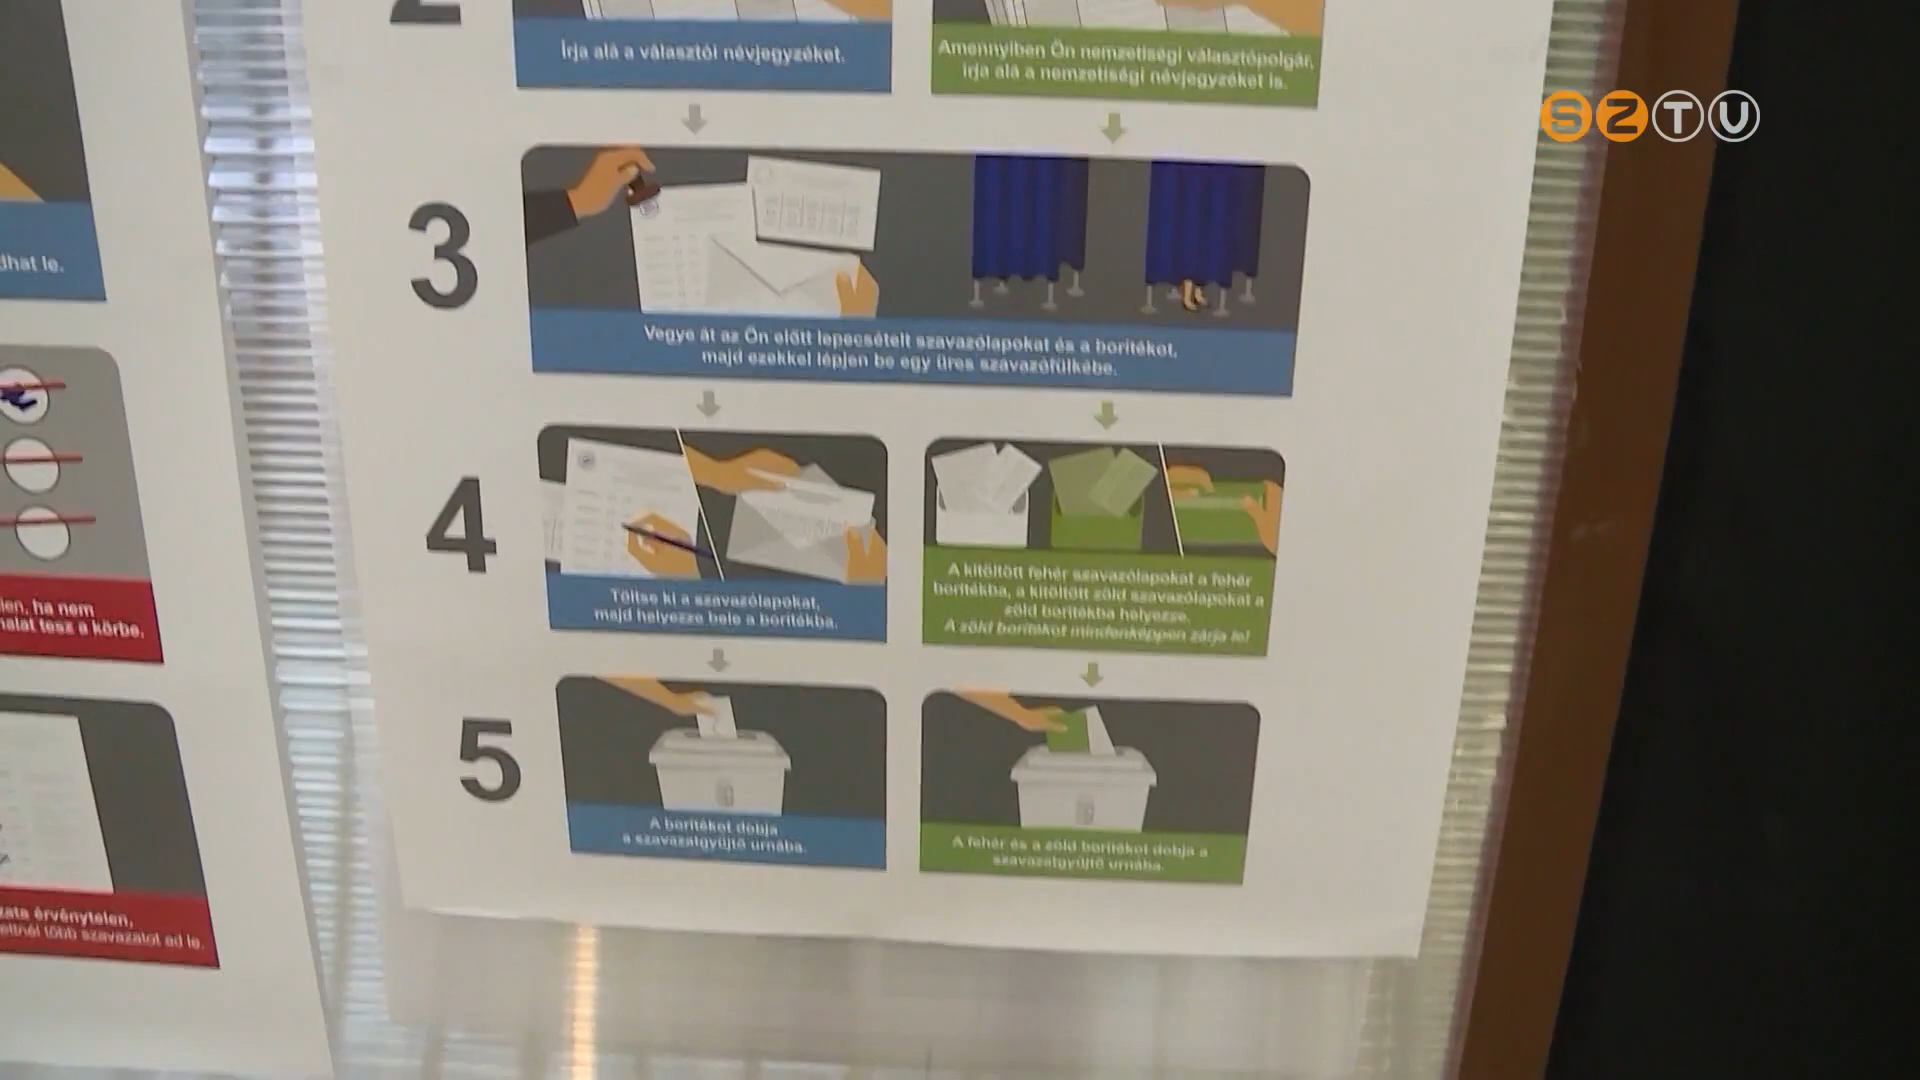 2
Írja alá a választói névjegyzéket.
Amennyiben Ön nemzetiségi választópolgár,
írja alá a nemzetiségi névjegyzéket is.
SZTV
3
Vegye át az Ön előtt lepecsételt szavazólapokat és a borítékot,
majd ezekkel lépjen be egy üres szavazófülkébe.
4
Töltse ki a szavazólapokat,
majd helyezze bele a borítékba.
A kitöltött fehér szavazólapokat a fehér
borítékba, a kitöltött zöld szavazólapokat a
zöld borítékba helyezze.
A zöld borítékot mindenképpen zárja le!
5
A borítékot dobja
a szavazatgyűjtő urnába.
A fehér és a zöld borítékot dobja a
szavazatgyűjtő urnába.
dhat le.
len, ha nem
nalat tesz a körbe.
zata érvénytelen,
eltnél több szavazatot ad le.